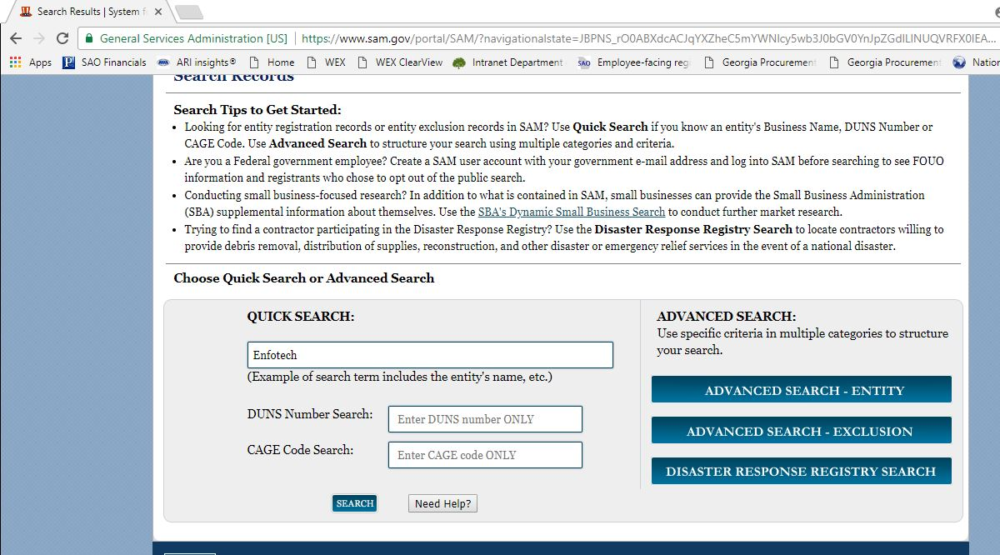 Search Results | System f
General Services Administration [US] | https://www.sam.gov/portal/SAM/?navigationalstate=JBPNS_rO0ABXdcACJqYXZheC5mYWNlcy5wb3J0bGV0YnJpZGdlLlNUQVRFX0lEA...
Apps SAO Financials ARI insights® Home WEX WEX ClearView Intranet Department SAO Employee-facing regi Georgia Procurement Georgia Procurement Nation
Search Records
Search Tips to Get Started:
• Looking for entity registration records or entity exclusion records in SAM? Use Quick Search if you know an entity's Business Name, DUNS Number or
CAGE Code. Use Advanced Search to structure your search using multiple categories and criteria.
• Are you a Federal government employee? Create a SAM user account with your government e-mail address and log into SAM before searching to see FOUO
information and registrants who chose to opt out of the public search.
• Conducting small business-focused research? In addition to what is contained in SAM, small businesses can provide the Small Business Administration
(SBA) supplemental information about themselves. Use the SBA's Dynamic Small Business Search to conduct further market research.
• Trying to find a contractor participating in the Disaster Response Registry? Use the Disaster Response Registry Search to locate contractors willing to
provide debris removal, distribution of supplies, reconstruction, and other disaster or emergency relief services in the event of a national disaster.
Choose Quick Search or Advanced Search
QUICK SEARCH:
Enfotech
(Example of search term includes the entity's name, etc.)
DUNS Number Search: Enter DUNS number ONLY
CAGE Code Search: Enter CAGE code ONLY
SEARCH Need Help?
ADVANCED SEARCH:
Use specific criteria in multiple categories to structure
your search.
ADVANCED SEARCH - ENTITY
ADVANCED SEARCH - EXCLUSION
DISASTER RESPONSE REGISTRY SEARCH